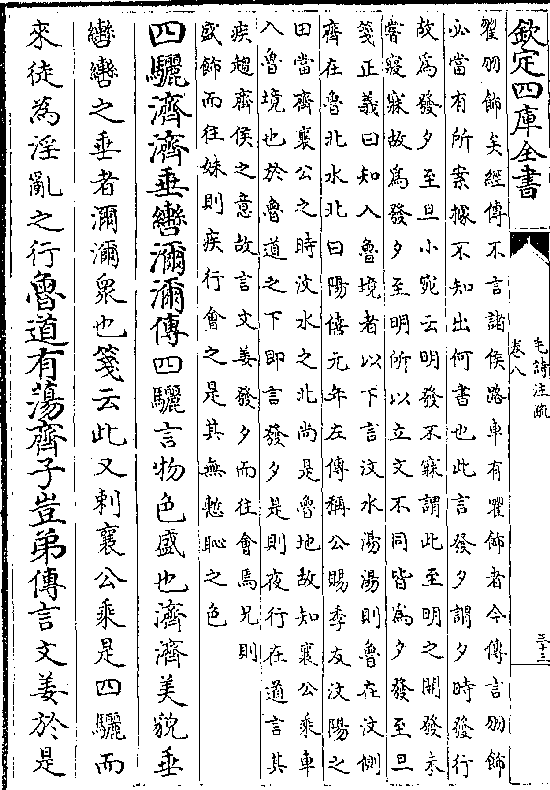 欽定四庫全書
毛詩注疏
卷八
三十三
翟羽飾矣經傳不言諸侯路車有翟飾者今傳言羽飾
必當有所案據不知出何書也此言發夕謂夕時發行
故為發夕至旦小宛云明發不寐謂此至明之開發未
嘗寢寐故為發夕至明所以立文不同皆為夕發至旦
箋正義曰知入魯境者以下言汶水湯湯則魯在汶側
齊在魯北水北曰陽僖元年左傳稱公賜季友汶陽之
田當齊襄公之時汶水之北尚是魯地故知襄公乘車
入魯境也於魯道之下即言發夕是則夜行在道言其
疾趨齊侯之意故言文姜發夕而往會焉兄則
盛飾而往妹則疾行會之是其無慙恥之色
四驪濟濟垂轡瀰瀰傳四驪言物色盛也濟濟美貌垂
轡轡之垂者瀰瀰衆也箋云此又刺襄公乘是四驪而
來徒為淫亂之行魯道有蕩齊子豈弟傳言文姜於是